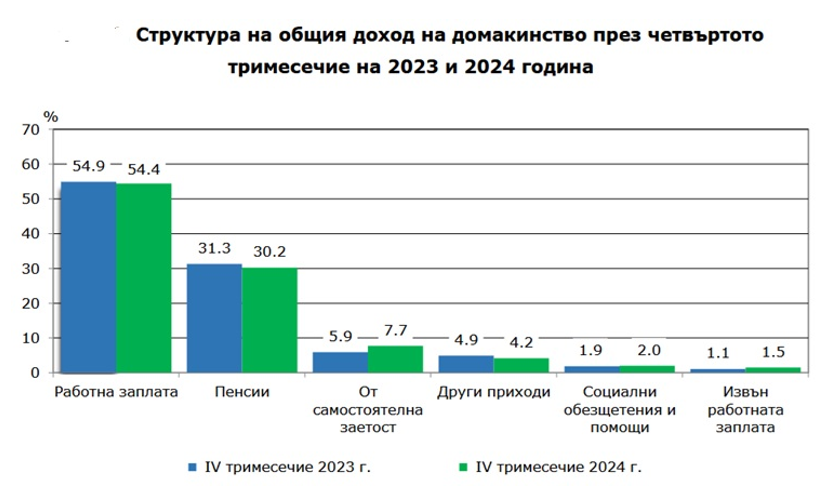 Структура на общия доход на домакинство през четвъртото
тримесечие на 2023 и 2024 година
%
70
60
50
40
30
20
10
0
54.9
54.4
31.3
30.2
5.9
7.7
4.9
4.2
1.9
2.0
1.1
1.5
Работна заплата
Пенсии
От
самостоятелна
заетост
Други приходи
Социални
обезщетения и
помощи
Извън
работната
заплата
IV тримесечие 2023 г.
IV тримесечие 2024 г.